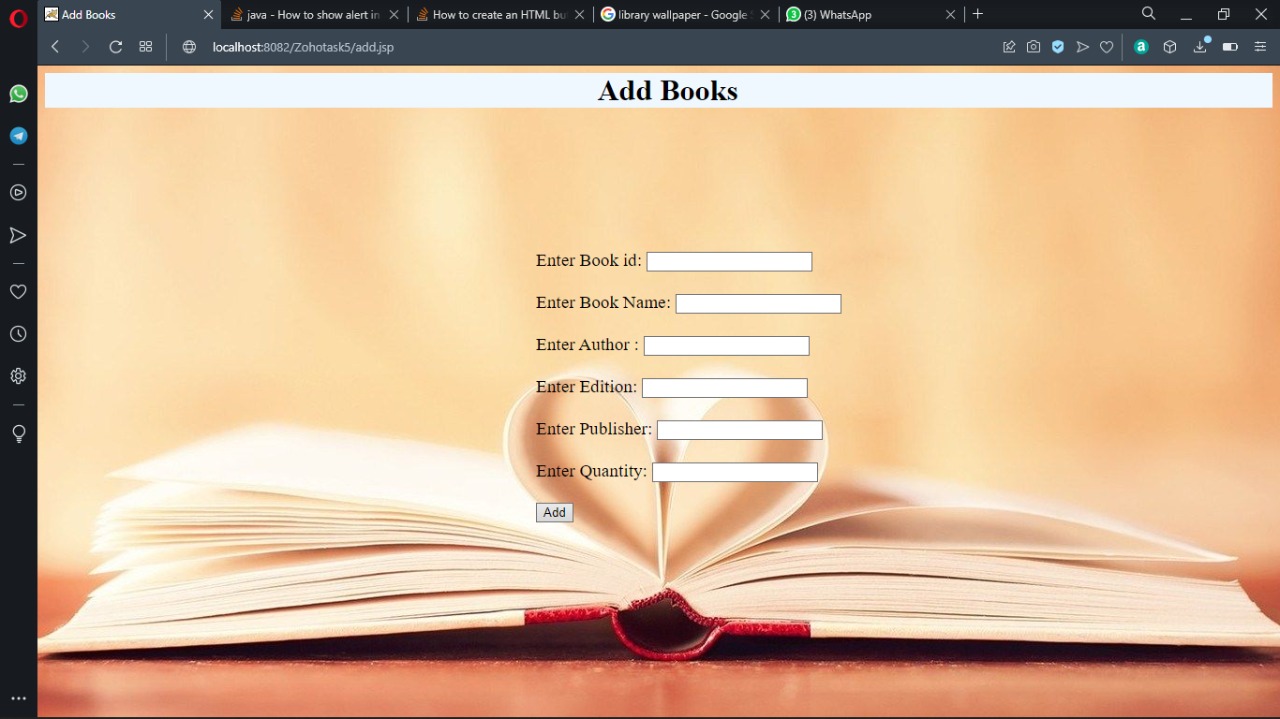 Add Books
java - How to show alert in
How to create an HTML bu
library wallpaper - Google
(3) WhatsApp
localhost:8082/Zohotask5/add.jsp
a
Add Books
Enter Book id:
Enter Book Name:
Enter Author :
Enter Edition:
Enter Publisher:
Enter Quantity:
Add